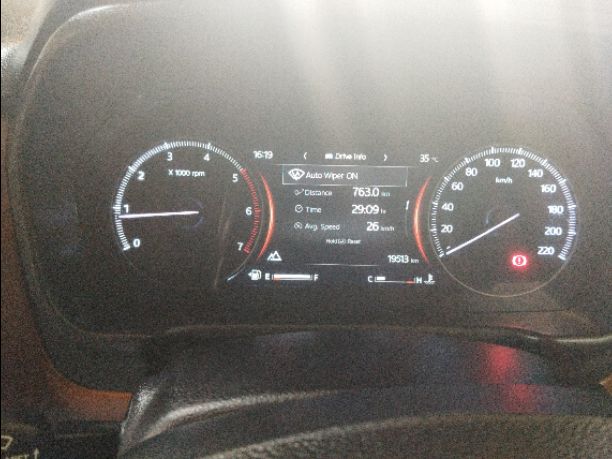 16:19 < Drive Info > 35 °C
Auto Wiper ON
Distance 763.0 km
Time 29:09 hr
Avg. Speed 26 km/h
Hold OK: Reset
19513 km
E F
C H
0 1 2 3 4 5 6 7
X 1000 rpm
20 40 60 80 100 120 140 160 180 200 220
km/h